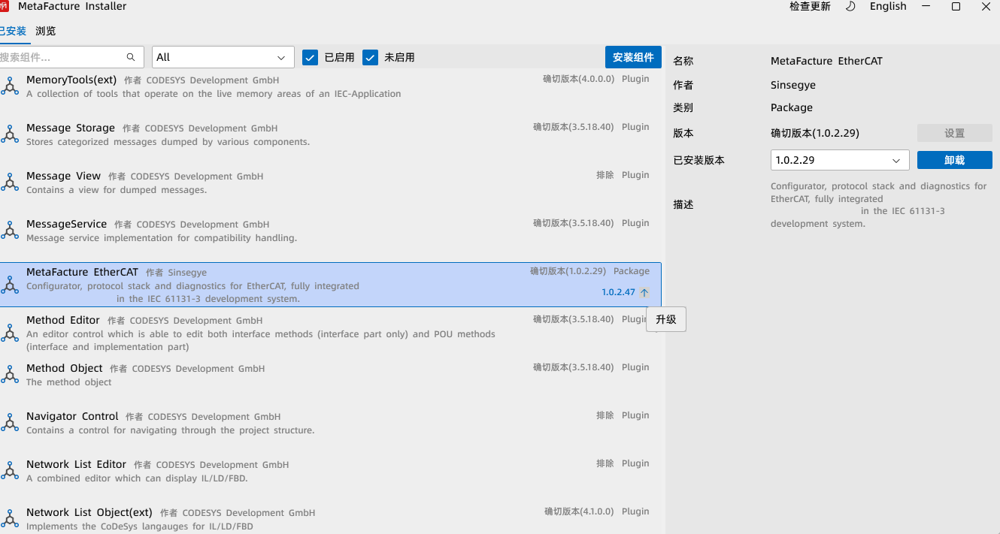 MetaFacture Installer
检查更新 English
已安装 浏览
搜索组件... All 已启用 未启用 安装组件
MemoryTools(ext) 作者 CODESYS Development GmbH 确切版本(4.0.0.0) Plugin
A collection of tools that operate on the live memory areas of an IEC-Application
Message Storage 作者 CODESYS Development GmbH 确切版本(3.5.18.40) Plugin
Stores categorized messages dumped by various components.
Message View 作者 CODESYS Development GmbH 排除 Plugin
Contains a view for dumped messages.
MessageService 作者 CODESYS Development GmbH 确切版本(3.5.18.40) Plugin
Message service implementation for compatibility handling.
MetaFacture EtherCAT 作者 Sinsegye 确切版本(1.0.2.29) Package
Configurator, protocol stack and diagnostics for EtherCAT, fully integrated
in the IEC 61131-3 development system.
1.0.2.47
升级
Method Editor 作者 CODESYS Development GmbH 确切版本(3.5.18.40) Plugin
An editor control which is able to edit both interface methods (interface part only) and POU methods
(interface and implementation part)
Method Object 作者 CODESYS Development GmbH 确切版本(3.5.18.40) Plugin
The method object
Navigator Control 作者 CODESYS Development GmbH 排除 Plugin
Contains a control for navigating through the project structure.
Network List Editor 作者 CODESYS Development GmbH 排除 Plugin
A combined editor which can display IL/LD/FBD.
Network List Object(ext) 作者 CODESYS Development GmbH 确切版本(4.1.0.0) Plugin
Implements the CoDeSys langauges for IL/LD/FBD
名称 MetaFacture EtherCAT
作者 Sinsegye
类别 Package
版本 确切版本(1.0.2.29) 设置
已安装版本 1.0.2.29 卸载
描述
Configurator, protocol stack and diagnostics for
EtherCAT, fully integrated
in the IEC 61131-3
development system.